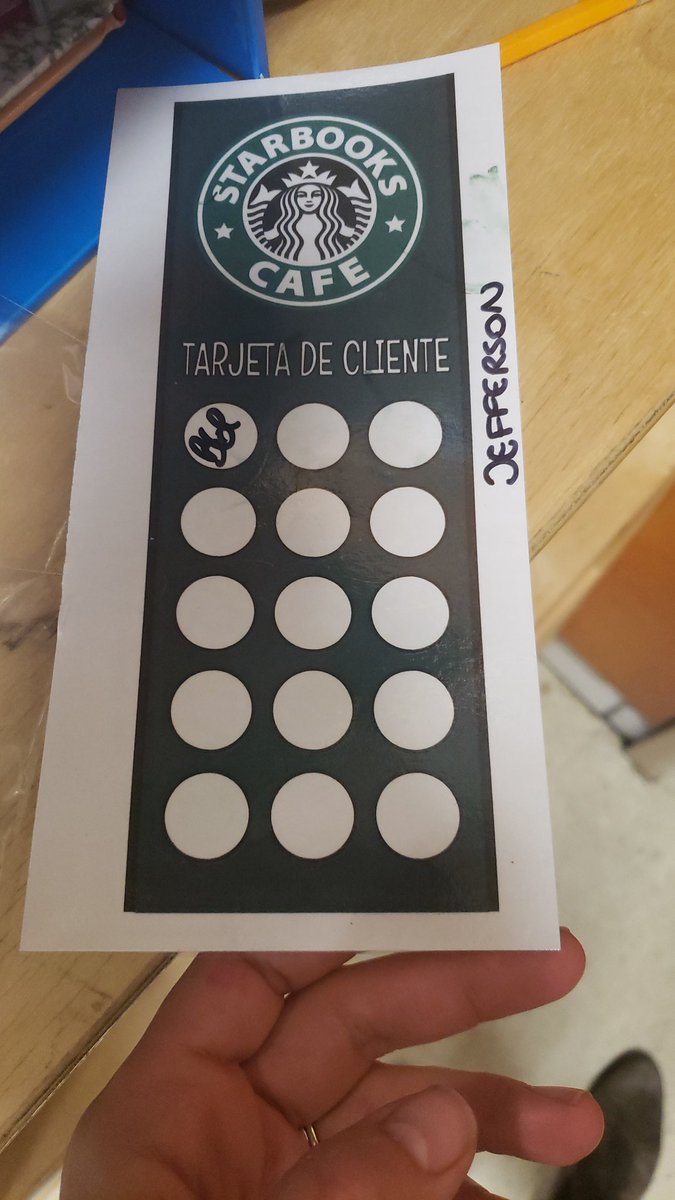 STARBOOKS
CAFE
TARJETA DE CLIENTE
JEFFERSON